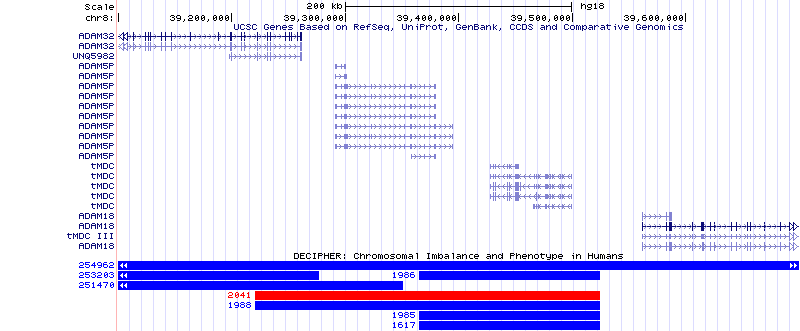 Scale 200 kb hg18
chr8: 39,200,000 39,300,000 39,400,000 39,500,000 39,600,000
UCSC Genes Based on RefSeq, UniProt, GenBank, CCDS and Comparative Genomics
ADAM32
ADAM32
UNQ5982
ADAM5P
ADAM5P
ADAM5P
ADAM5P
ADAM5P
ADAM5P
ADAM5P
ADAM5P
ADAM5P
ADAM5P
tMDC
tMDC
tMDC
tMDC
tMDC
ADAM18
ADAM18
tMDC III
ADAM18
DECIPHER: Chromosomal Imbalance and Phenotype in Humans
254962
253203 1986
251470
2041
1988
1985
1617